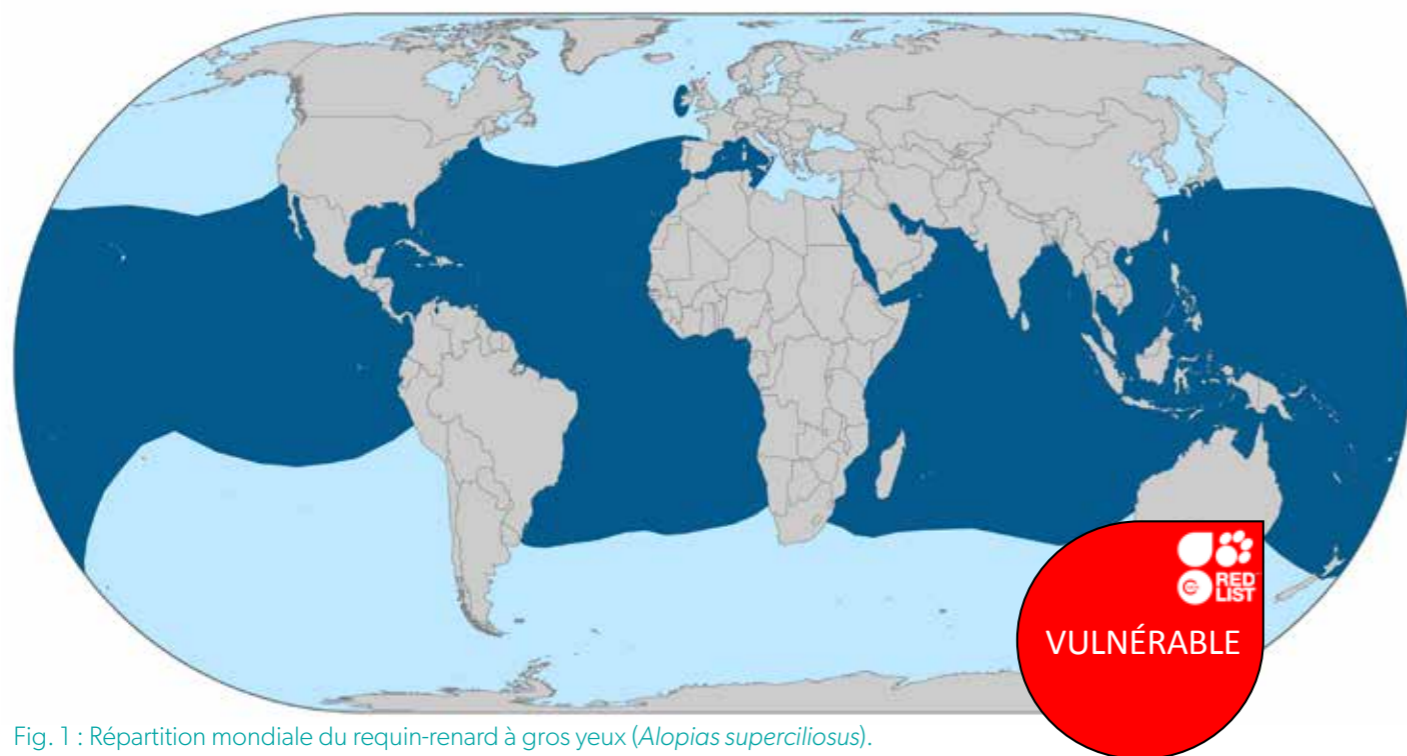 RED
LIST
VULNÉRABLE
Fig. 1 : Répartition mondiale du requin-renard à gros yeux (Alopias superciliosus).